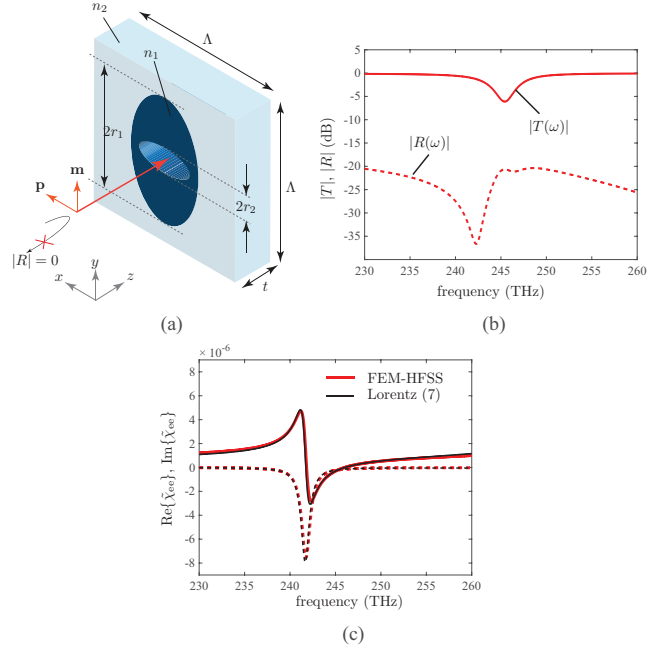 n₂
Λ
n₁
2r₁
m
p
2r₂
Λ
|R| = 0
y
x
z
t
(a)
5
0
-5
-10
-15
-20
-25
-30
-35
|T|, |R| (dB)
|T(ω)|
|R(ω)|
230 235 240 245 250 255 260
frequency (THz)
(b)
× 10⁻⁶
8
6
4
2
0
-2
-4
-6
-8
Re{χ̃ₑₑ}, Im{χ̃ₑₑ}
FEM-HFSS
Lorentz (7)
230 235 240 245 250 255 260
frequency (THz)
(c)